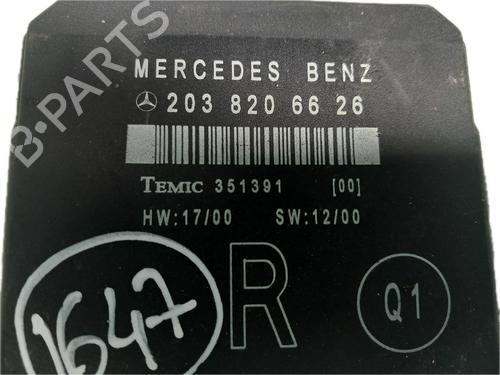 B-PARTS
MERCEDES BENZ
203 820 66 26
TEMIC 351391 [00]
HW:17/00 SW:12/00
R
Q1
1647